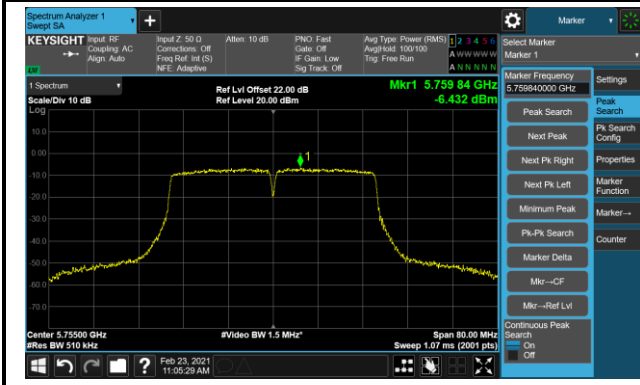 Spectrum Analyzer 1
Swept SA
+
Marker
KEYSIGHT
Input: RF
Coupling: AC
Align: Auto
Input Z: 50 Ω
Corrections: Off
Freq Ref: Int (S)
NFE: Adaptive
Atten: 10 dB
PNO: Fast
Gate: Off
IF Gain: Low
Sig Track: Off
Avg Type: Power (RMS)
Avg|Hold: 100/100
Trig: Free Run
1 2 3 4 5 6
A W W W W W
A N N N N N
LW
Select Marker
Marker 1
1 Spectrum
Scale/Div 10 dB
Log
Ref Lvl Offset 22.00 dB
Ref Level 20.00 dBm
Mkr1 5.759 84 GHz
-6.432 dBm
10.0
0.00
-10.0
-20.0
-30.0
-40.0
-50.0
-60.0
-70.0
1
Center 5.75500 GHz
#Res BW 510 kHz
#Video BW 1.5 MHz*
Span 80.00 MHz
Sweep 1.07 ms (2001 pts)
Marker Frequency
5.759840000 GHz
Peak Search
Next Peak
Next Pk Right
Next Pk Left
Minimum Peak
Pk-Pk Search
Marker Delta
Mkr→CF
Mkr→Ref Lvl
Continuous Peak
Search
On
Off
Settings
Peak
Search
Pk Search
Config
Properties
Marker
Function
Marker→
Counter
?
Feb 23, 2021
11:05:29 AM